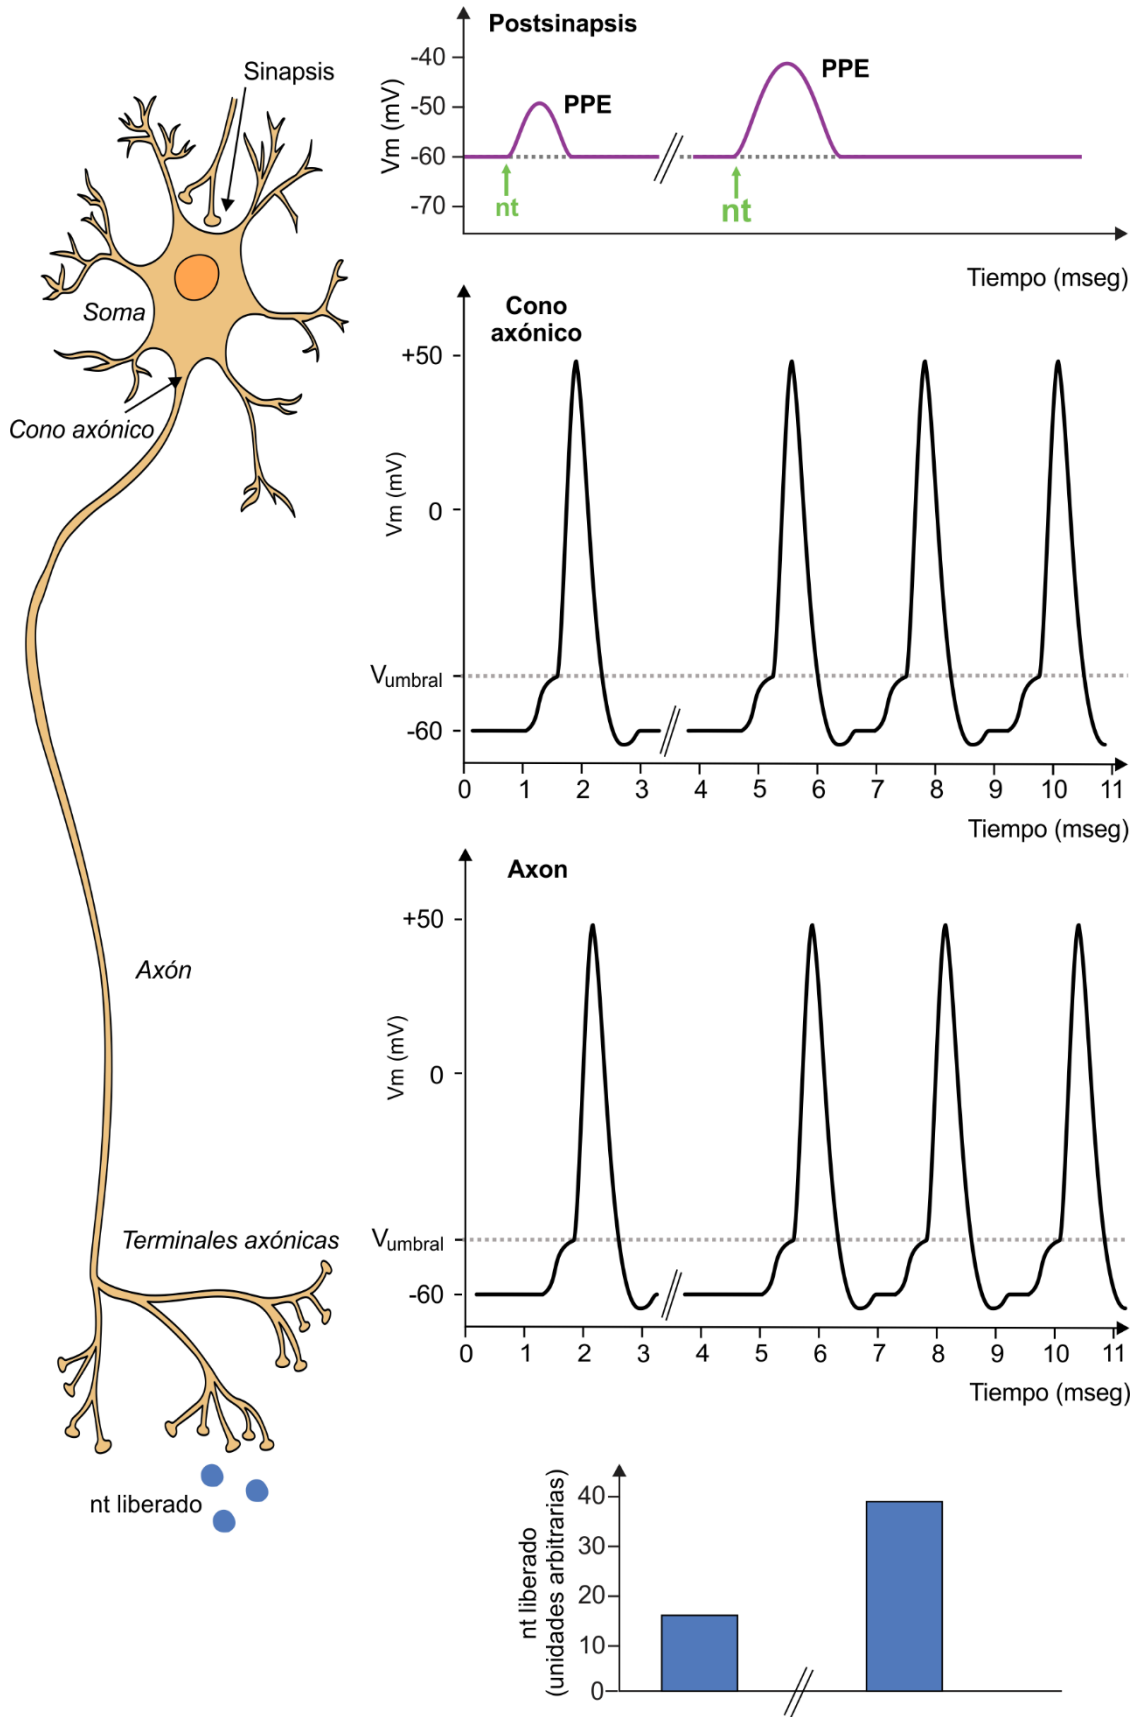 Sinapsis
Soma
Cono axónico
Axón
Terminales axónicas
nt liberado
Postsinapsis
Vm (mV)
-40
-50
-60
-70
PPE
PPE
nt
nt
Tiempo (mseg)
Cono
axónico
Vm (mV)
+50
0
Vumbral
-60
0 1 2 3 4 5 6 7 8 9 10 11
Tiempo (mseg)
Axon
Vm (mV)
+50
0
Vumbral
-60
0 1 2 3 4 5 6 7 8 9 10 11
Tiempo (mseg)
nt liberado
(unidades arbitrarias)
40
30
20
10
0